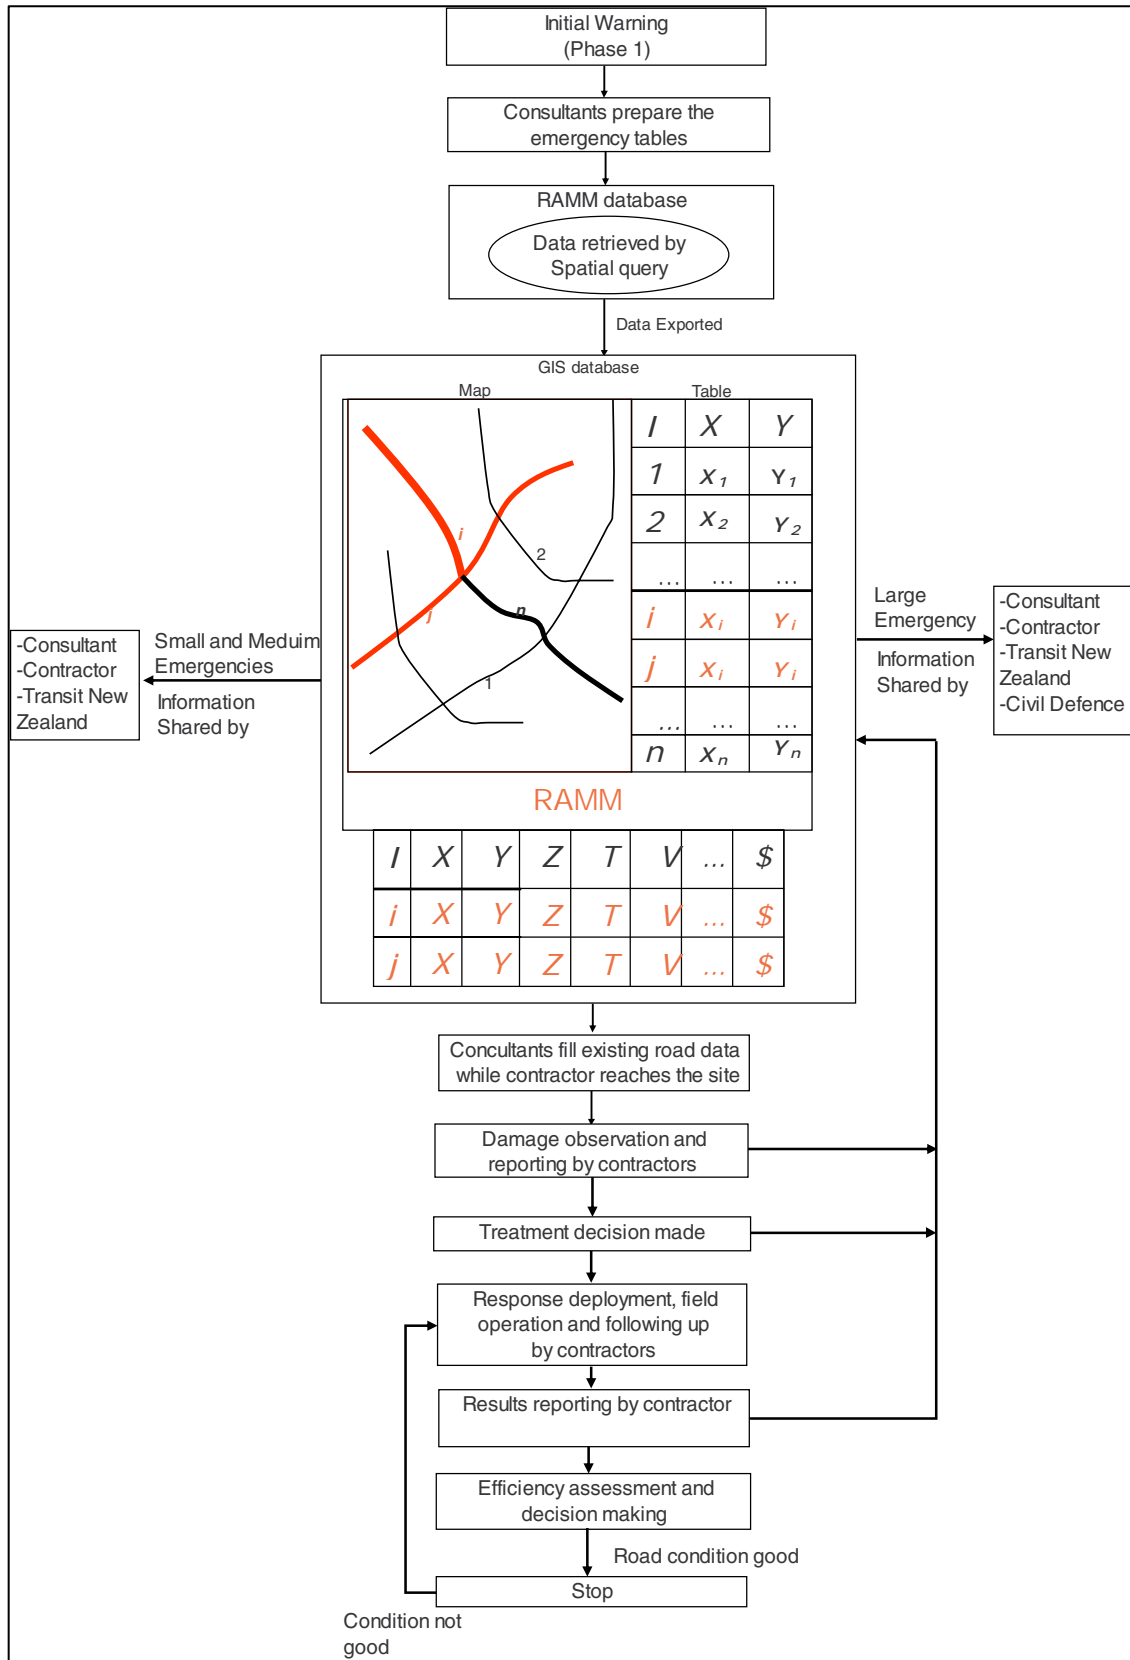 Initial Warning
(Phase 1)
Consultants prepare the
emergency tables
RAMM database
Data retrieved by
Spatial query
Data Exported
GIS database
Map
Table
i
j
n
2
1
I X Y
1 x1 Y1
2 x2 Y2
... ... ...
i xi Yi
j xi Yi
... ... ...
n xn Yn
RAMM
I X Y Z T V ... $
i X Y Z T V ... $
j X Y Z T V ... $
Small and Meduim
Emergencies
Information
Shared by
-Consultant
-Contractor
-Transit New
Zealand
Large
Emergency
Information
Shared by
-Consultant
-Contractor
-Transit New
Zealand
-Civil Defence
Concultants fill existing road data
while contractor reaches the site
Damage observation and
reporting by contractors
Treatment decision made
Response deployment, field
operation and following up
by contractors
Results reporting by contractor
Efficiency assessment and
decision making
Road condition good
Stop
Condition not
good